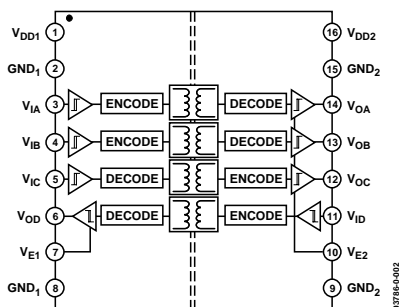 VDD1 1 16 VDD2
GND1 2 15 GND2
VIA 3 ENCODE DECODE 14 VOA
VIB 4 ENCODE DECODE 13 VOB
VIC 5 DECODE ENCODE 12 VOC
VOD 6 DECODE ENCODE 11 VID
VE1 7 10 VE2
GND1 8 9 GND2
03786-0-002